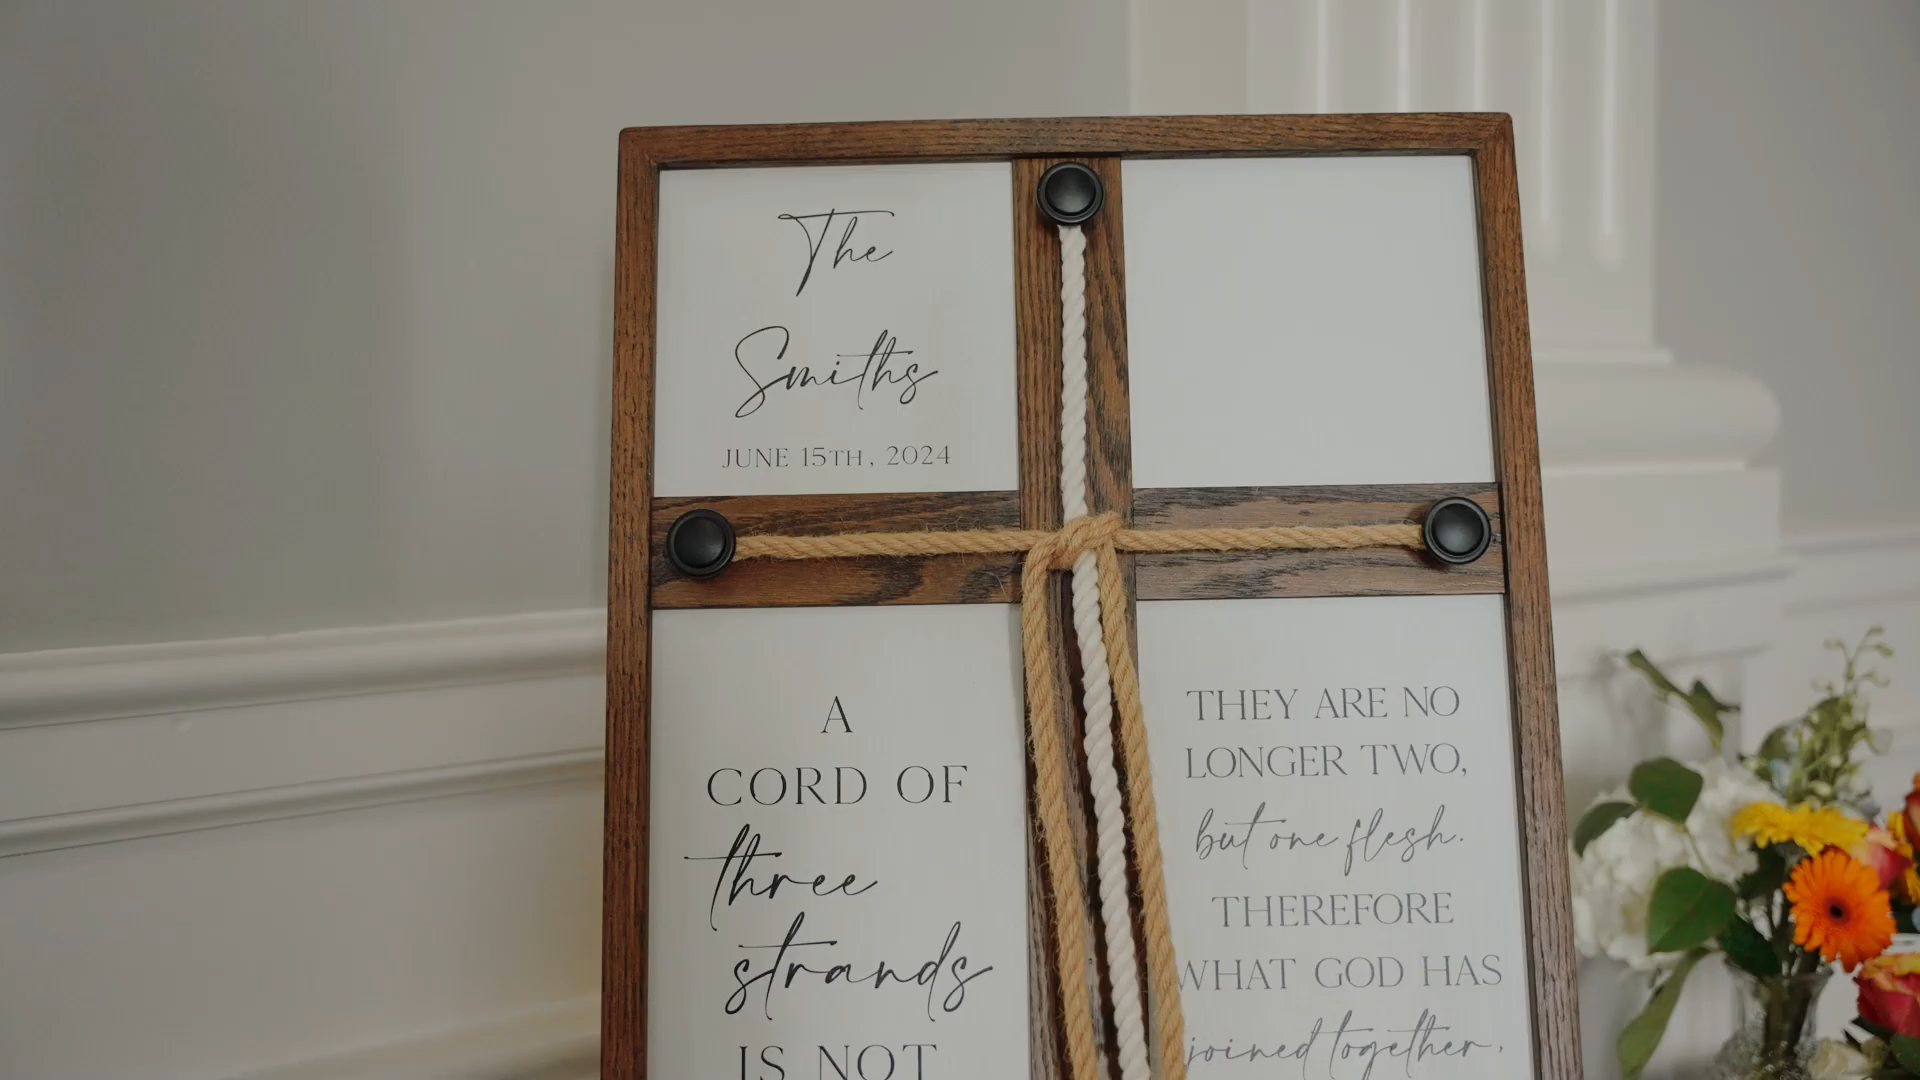 The
Smiths
JUNE 15TH, 2024
A
CORD OF
three
strands
IS NOT
THEY ARE NO
LONGER TWO,
but one flesh.
THEREFORE
WHAT GOD HAS
joined together,